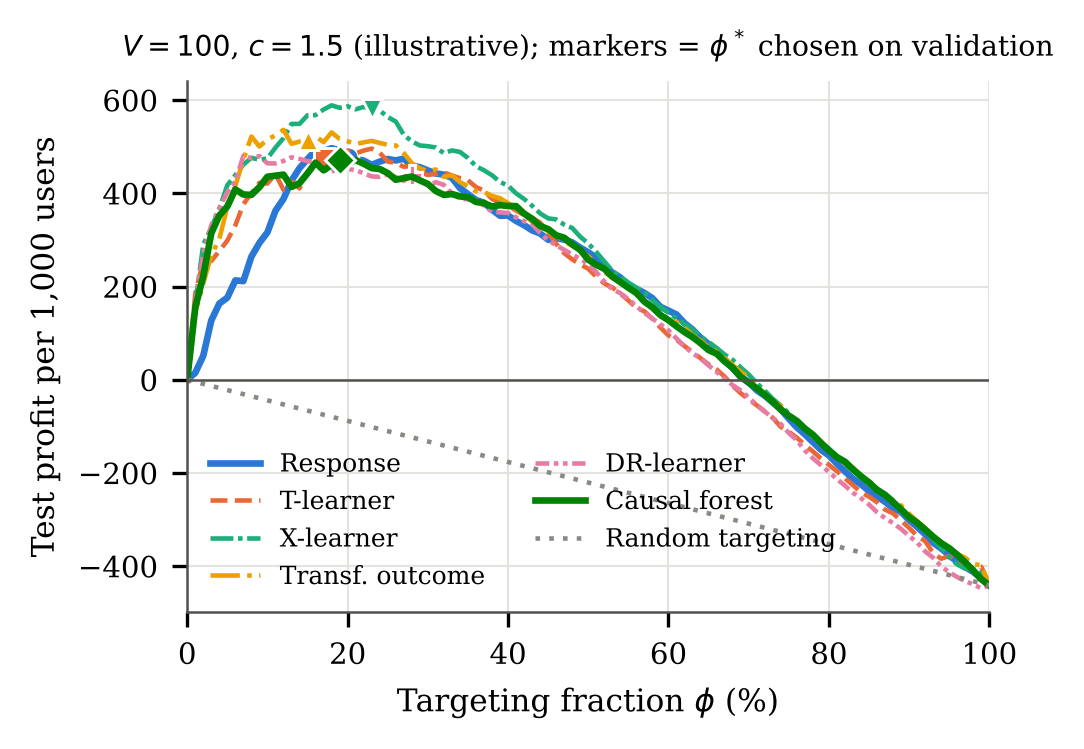 V = 100, c = 1.5 (illustrative); markers = ϕ* chosen on validation
Test profit per 1,000 users
600
400
200
0
−200
−400
Response
T-learner
X-learner
Transf. outcome
DR-learner
Causal forest
Random targeting
0 20 40 60 80 100
Targeting fraction ϕ (%)